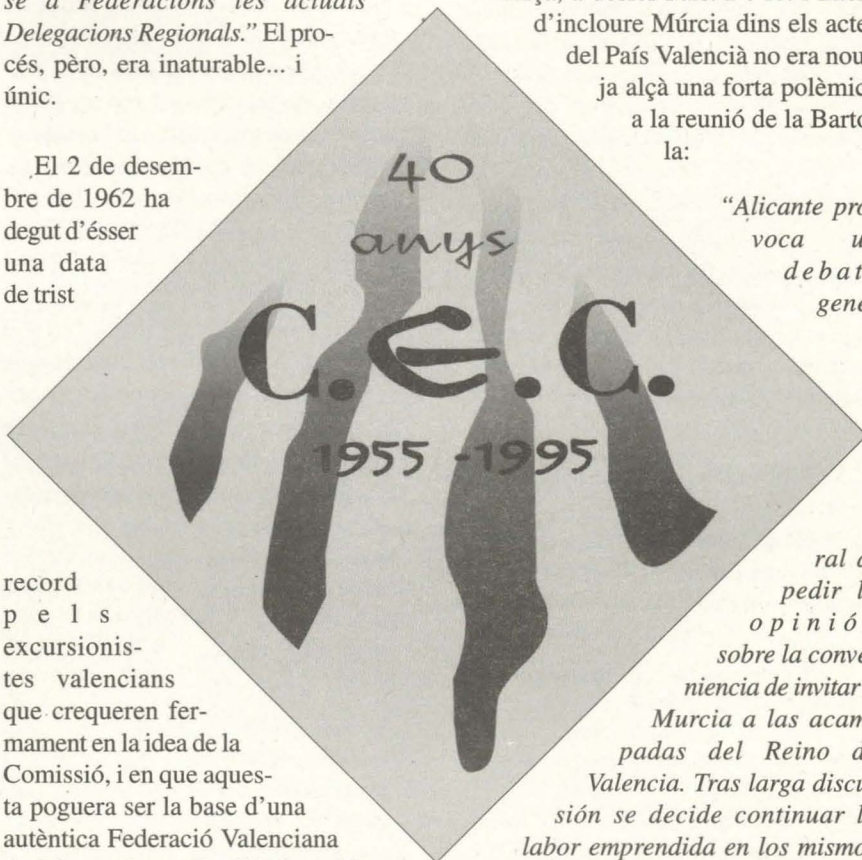 se a Federacions les actuals
Delegacions Regionals." El pro-
cés, pèro, era inaturable... i
únic.
El 2 de desem-
bre de 1962 ha
degut d'ésser
una data
de trist
record
pels
excursionis-
tes valencians
que crequeren fer-
mament en la idea de la
Comissió, i en que aques-
ta poguera ser la base d'una
autèntica Federació Valenciana
40
anys
C.E.C.
1955 -1995
d'incloure Múrcia dins els acte
del País Valencià no era nou
ja alçà una forta polèmic
a la reunió de la Barto
la:
"Alicante pro
voca u
debat
gene
ral
pedir l
opinió
sobre la conve
niencia de invitar
Murcia a las acam
padas del Reino d
Valencia. Tras larga discu
sión se decide continuar l
labor emprendida en los mismo